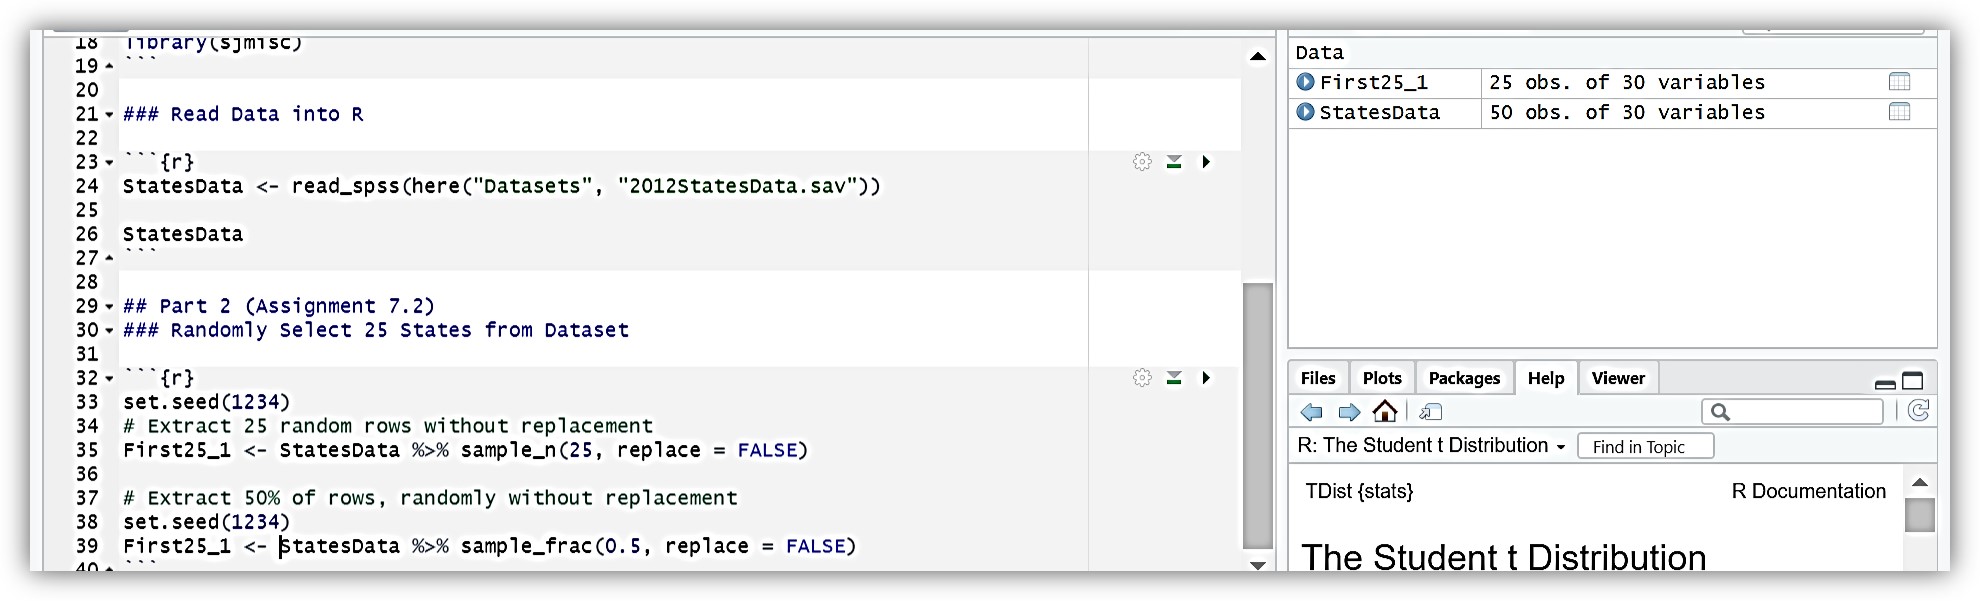 18 library(sjmisc)
19 ```
20
21 ### Read Data into R
22
23 ```{r}
24 StatesData <- read_spss(here("Datasets", "2012StatesData.sav"))
25
26 StatesData
27 ```
28
29 ## Part 2 (Assignment 7.2)
30 ### Randomly Select 25 States from Dataset
31
32 ```{r}
33 set.seed(1234)
34 # Extract 25 random rows without replacement
35 First25_1 <- StatesData %>% sample_n(25, replace = FALSE)
36
37 # Extract 50% of rows, randomly without replacement
38 set.seed(1234)
39 First25_1 <- StatesData %>% sample_frac(0.5, replace = FALSE)
40 ```
Data
First25_1 25 obs. of 30 variables
StatesData 50 obs. of 30 variables
Files Plots Packages Help Viewer
R: The Student t Distribution Find in Topic
TDist {stats} R Documentation
The Student t Distribution